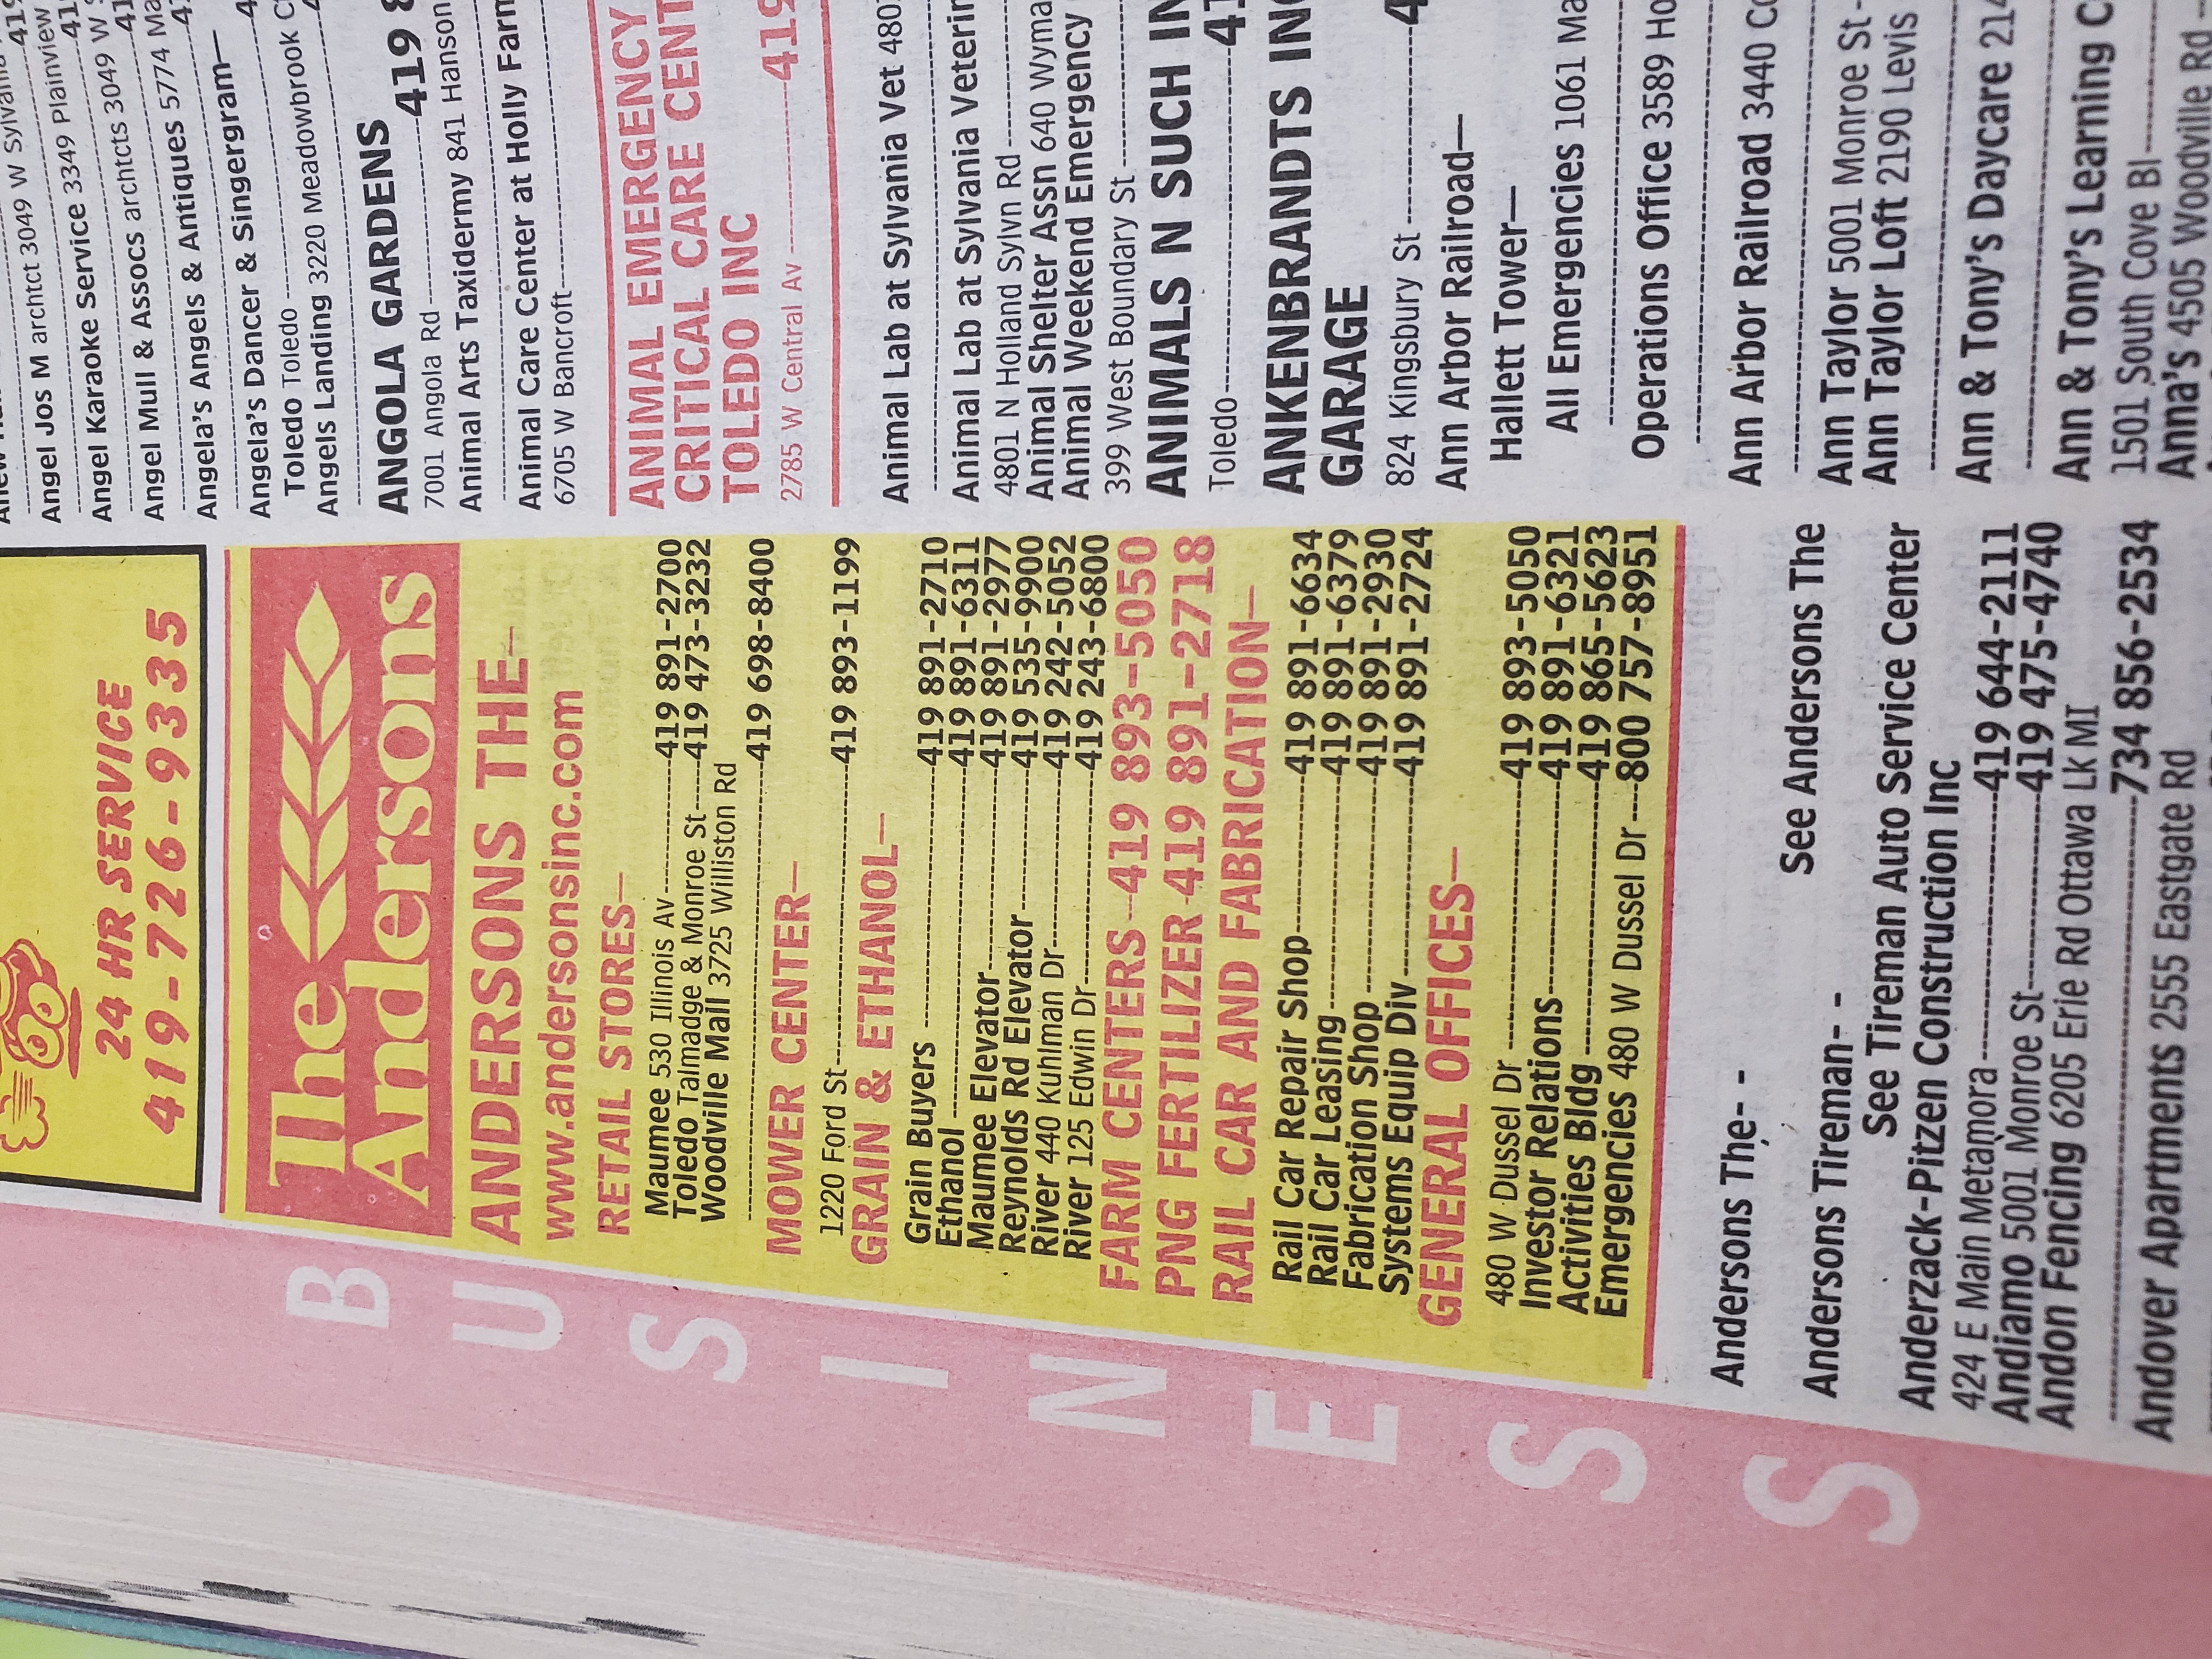 24 HR SERVICE
419-726-9335
The
Andersons
ANDERSONS THE—
www.andersonsinc.com
RETAIL STORES—
Maumee 530 Illinois Av ----------419 891-2700
Toledo Talmadge & Monroe St----419 473-3232
Woodville Mall 3725 Williston Rd
----------419 698-8400
MOWER CENTER—
1220 Ford St----------419 893-1199
GRAIN & ETHANOL—
Grain Buyers ----------419 891-2710
Ethanol----------419 891-6311
Maumee Elevator----------419 891-2977
Reynolds Rd Elevator----------419 535-9900
River 440 Kuhlman Dr----------419 242-5052
River 125 Edwin Dr----------419 243-6800
FARM CENTERS--419 893-5050
PNG FERTILIZER-419 891-2718
RAIL CAR AND FABRICATION—
Rail Car Repair Shop----------419 891-6634
Rail Car Leasing----------419 891-6379
Fabrication Shop----------419 891-2930
Systems Equip Div----------419 891-2724
GENERAL OFFICES—
480 W Dussel Dr ----------419 893-5050
Investor Relations----------419 891-6321
Activities Bldg----------419 865-5623
Emergencies 480 W Dussel Dr---800 757-8951
Andersons The- -
See Andersons The
Andersons Tireman- -
See Tireman Auto Service Center
Anderzack-Pitzen Construction Inc
424 E Main Metamora----------419 644-2111
Andiamo 5001 Monroe St----------419 475-4740
Andon Fencing 6205 Erie Rd Ottawa Lk MI
----------734 856-2534
Andover Apartments 2555 Eastgate Rd
BUSINESS
Angel Jos M archtct 3049 W Sylvania
Angel Karaoke Service 3349 Plainview
Angel Mull & Assocs archtcts 3049 W
Angela's Angels & Antiques 5774
Angela's Dancer & Singergram—
Toledo Toledo ----------
Angels Landing 3220 Meadowbrook
ANGOLA GARDENS
7001 Angola Rd----------419
Animal Arts Taxidermy 841 Hanson
Animal Care Center at Holly Farm
6705 W Bancroft----------
ANIMAL EMERGENCY
CRITICAL CARE
TOLEDO INC
2785 W Central Av ----------419
Animal Lab at Sylvania Vet
Animal Lab at Sylvania
4801 N Holland Sylvn Rd----------
Animal Shelter Assn 640
Animal Weekend Emergency
399 West Boundary St----------
ANIMALS N SUCH
Toledo----------
ANKENBRANDTS
GARAGE
824 Kingsbury St----------
Ann Arbor Railroad—
Hallett Tower—
All Emergencies 1061
Operations Office 3589
Ann Arbor Railroad 3440
Ann Taylor 5001 Monroe St
Ann Taylor Loft 2190 Levis
Ann & Tony's Daycare
Ann & Tony's Learning
1501 South Cove Bl----------
Anna's 4505 Woodville Rd